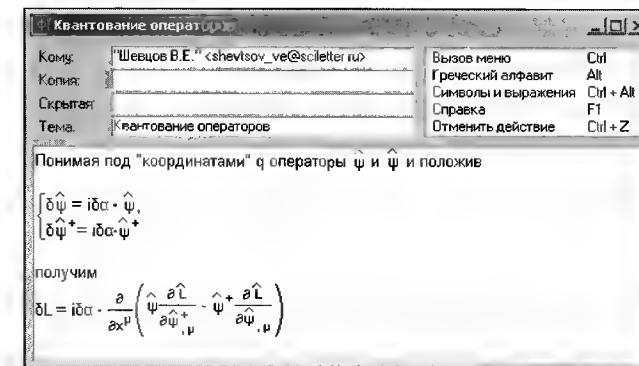 Квантование операторов
Кому: "Шевцов В.Е." <shevtsov_ve@sciletter.ru>
Копия:
Скрытая:
Тема: Квантование операторов
Вызов меню Ctrl
Греческий алфавит Alt
Символы и выражения Ctrl + Alt
Справка F1
Отменить действие Ctrl + Z
Понимая под "координатами" q операторы ψ̂ и ψ̂ и положив
δψ̂ = iδα · ψ̂,
δψ̂⁺ = iδα·ψ̂⁺
получим
δL = iδα · ∂/∂x^μ (ψ̂ ∂L̂/∂ψ̂⁺,μ - ψ̂⁺ ∂L̂/∂ψ̂,μ)